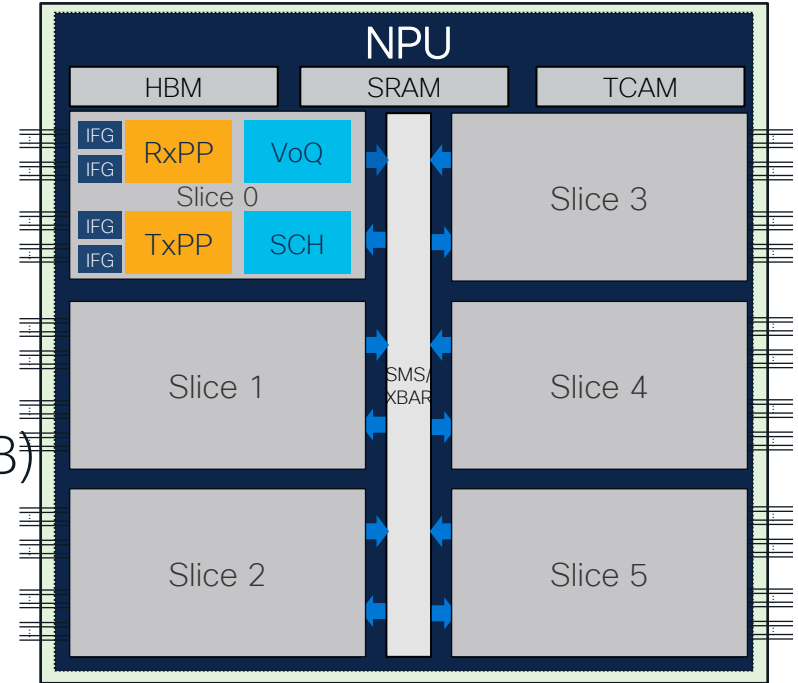 NPU
HBM SRAM TCAM
IFG
IFG
RxPP VoQ
Slice 0
IFG
IFG
TxPP SCH
Slice 3
SMS/
XBAR
Slice 1
Slice 4
B)
Slice 2
Slice 5